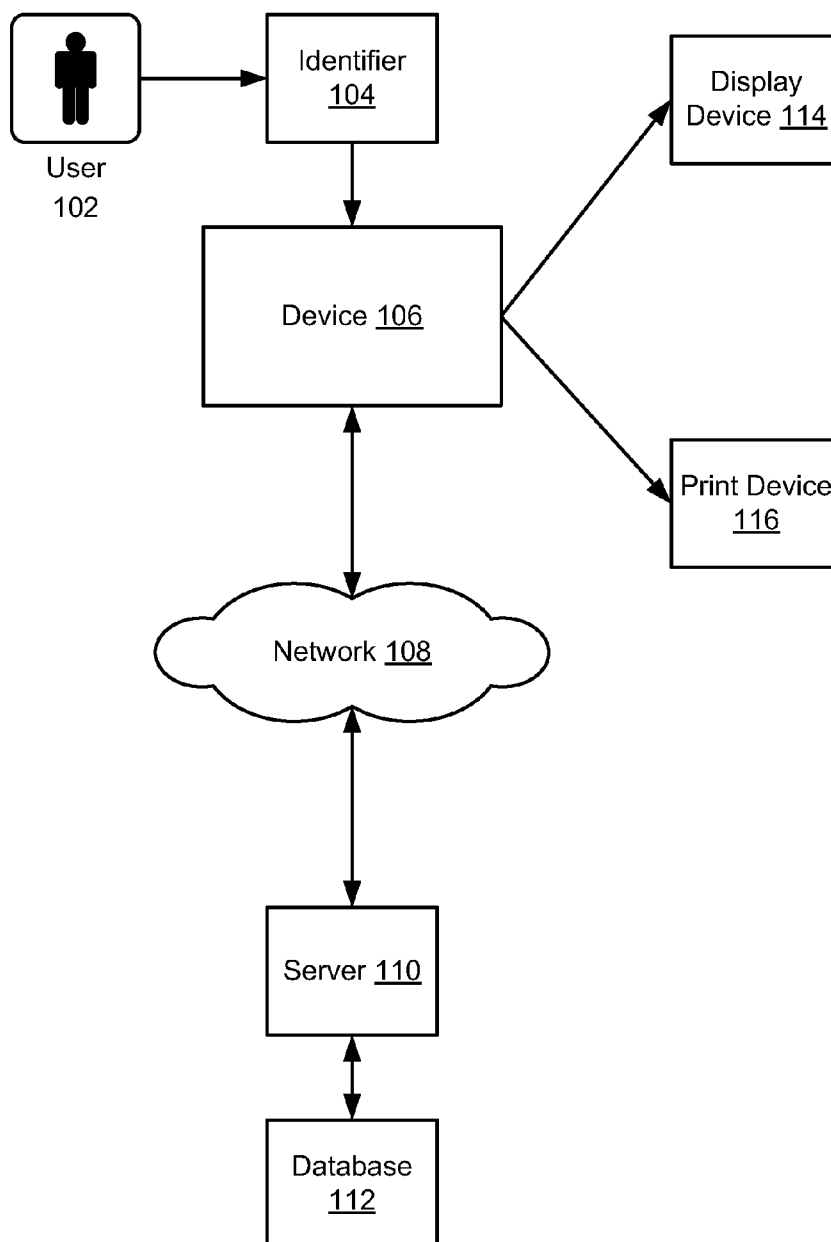 Identifier
104
Display
Device 114
User
102
Device 106
Print Device
116
Network 108
Server 110
Database
112